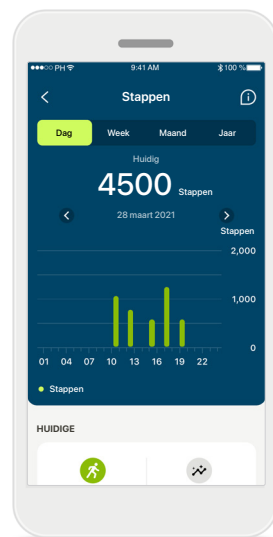 ●●●○○ PH 9:41 AM 100 %
Stappen
Dag Week Maand Jaar
Huidig
4500 Stappen
28 maart 2021
Stappen
2,000
1,000
0
01 04 07 10 13 16 19 22
Stappen
HUIDIGE